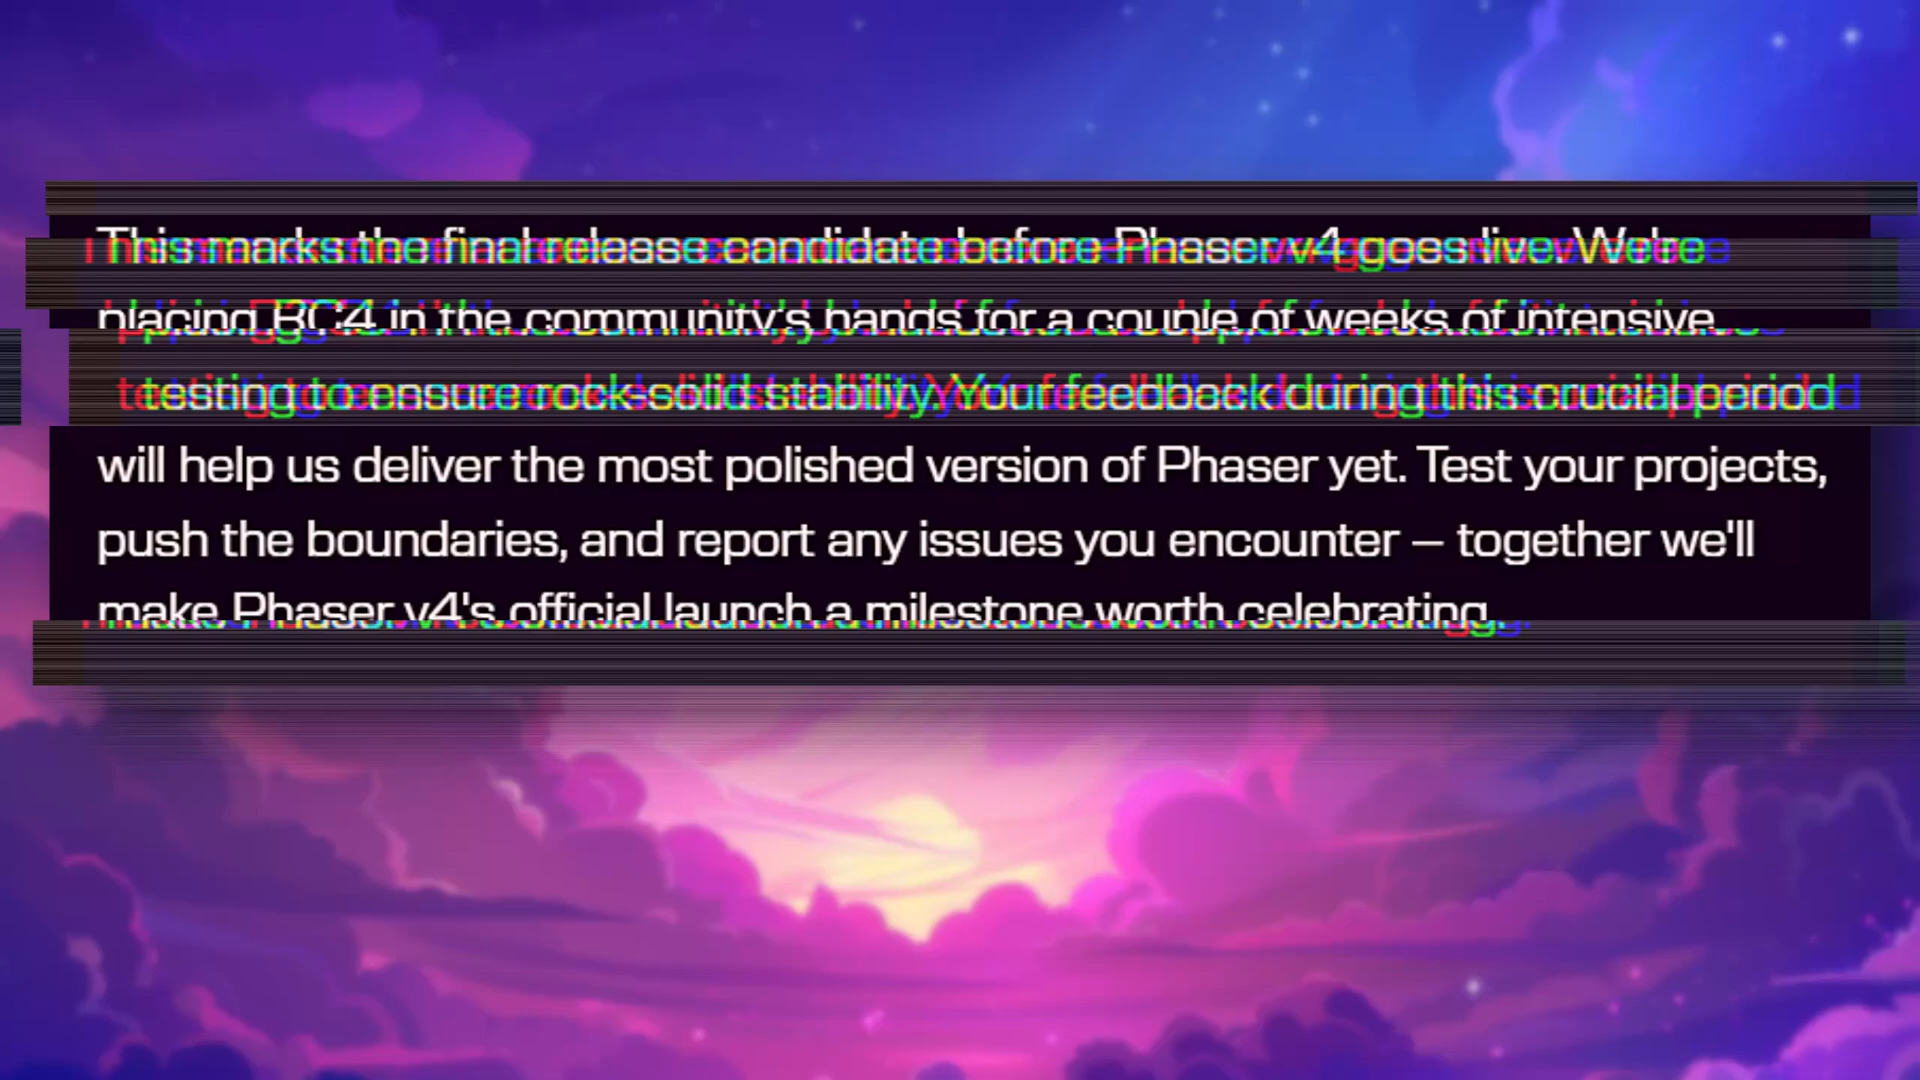 This marks the final release candidate before Phaser v4 goes live. We're
placing RC4 in the community's hands for a couple of weeks of intensive
testing to ensure rock-solid stability. Your feedback during this crucial period
will help us deliver the most polished version of Phaser yet. Test your projects,
push the boundaries, and report any issues you encounter — together we'll
make Phaser v4's official launch a milestone worth celebrating.